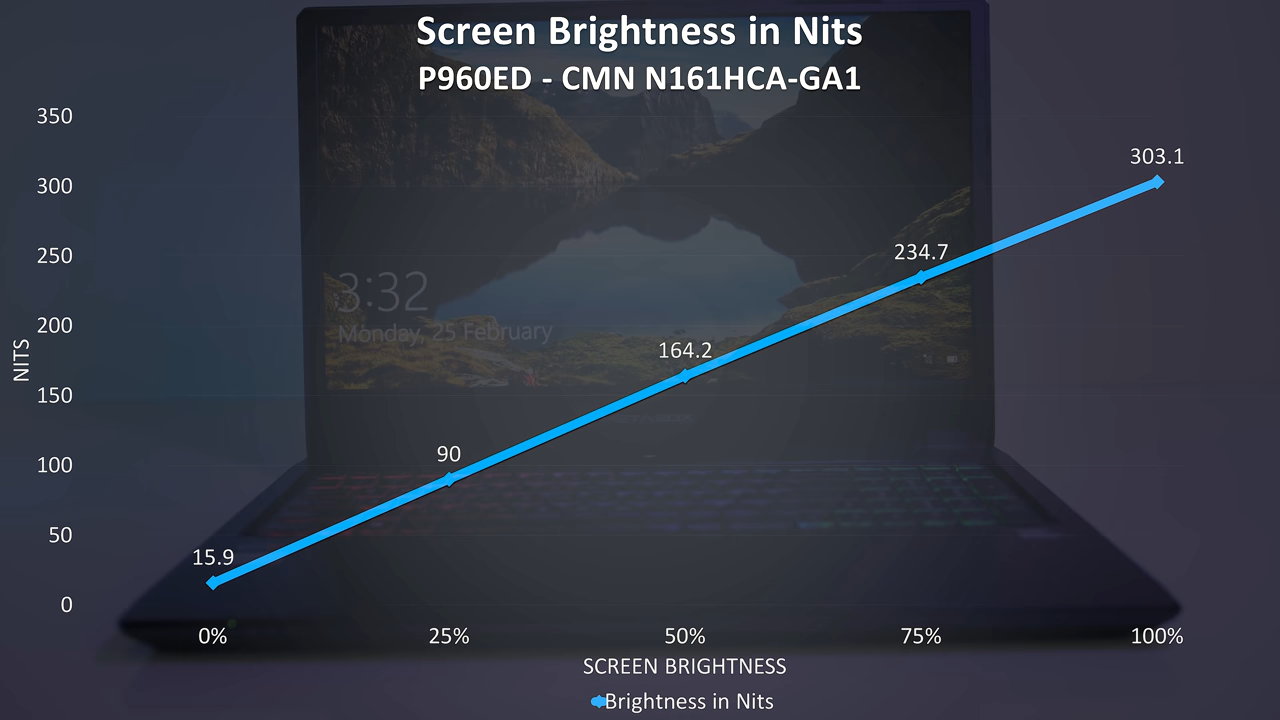 Screen Brightness in Nits
P960ED - CMN N161HCA-GA1
350
300
250
200
150
100
50
0
NITS
15.9
90
164.2
234.7
303.1
3:32
Monday, 25 February
0% 25% 50% 75% 100%
SCREEN BRIGHTNESS
Brightness in Nits